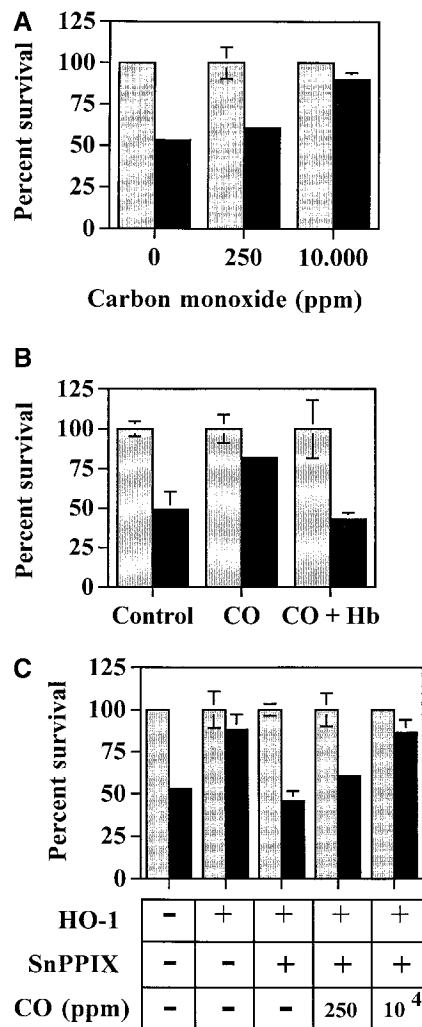 A
Percent survival
125
100
75
50
25
0
0 250 10.000
Carbon monoxide (ppm)
B
Percent survival
125
100
75
50
25
0
Control CO CO + Hb
C
Percent survival
125
100
75
50
25
0
HO-1 - + + + +
SnPPIX - - + + +
CO (ppm) - - - 250 10⁴